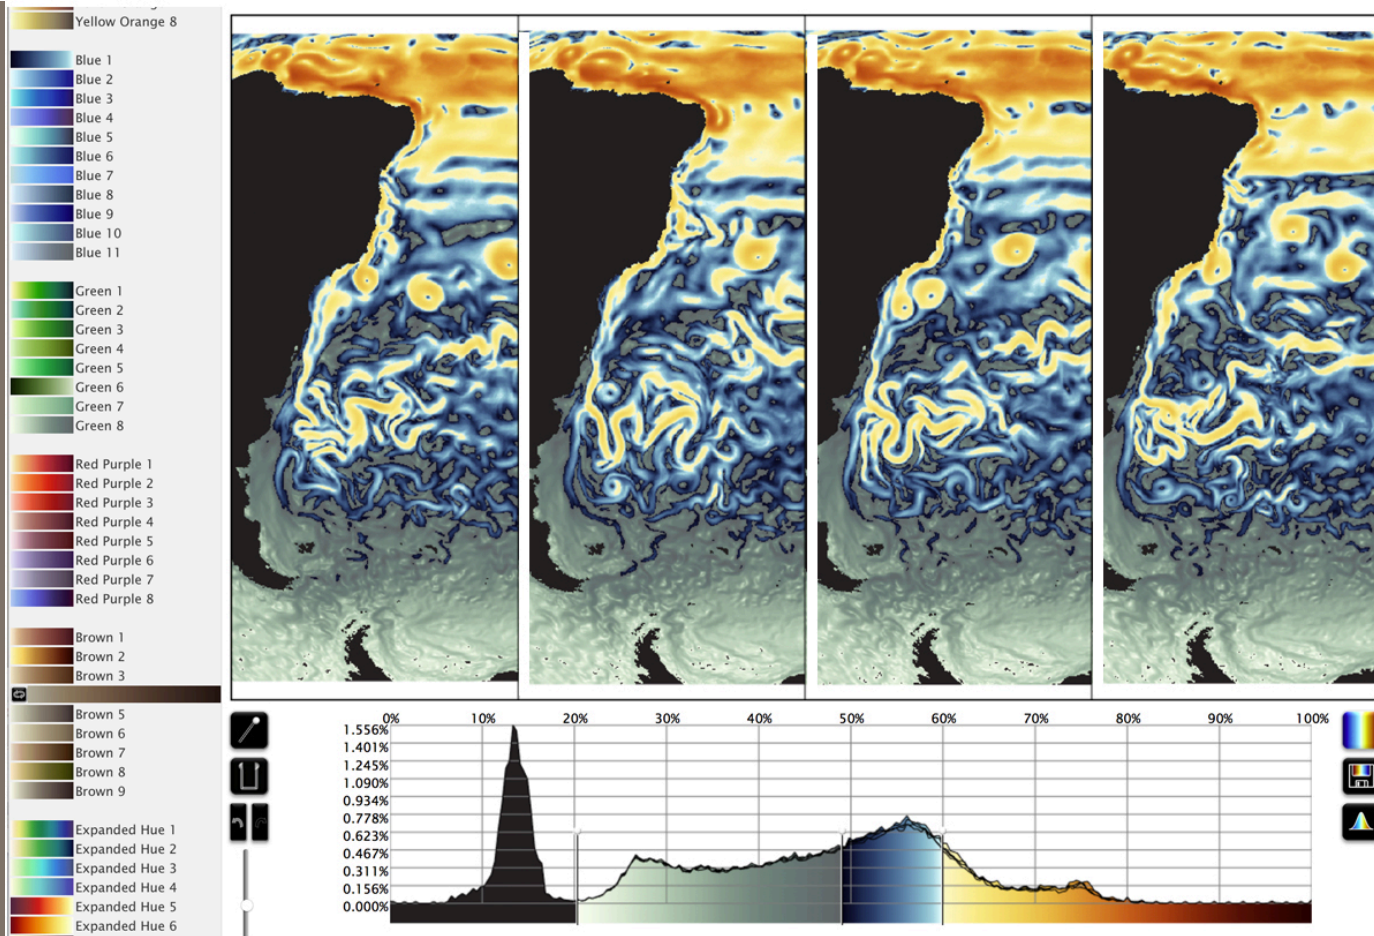 Yellow Orange 8
Blue 1
Blue 2
Blue 3
Blue 4
Blue 5
Blue 6
Blue 7
Blue 8
Blue 9
Blue 10
Blue 11
Green 1
Green 2
Green 3
Green 4
Green 5
Green 6
Green 7
Green 8
Red Purple 1
Red Purple 2
Red Purple 3
Red Purple 4
Red Purple 5
Red Purple 6
Red Purple 7
Red Purple 8
Brown 1
Brown 2
Brown 3
Brown 5
Brown 6
Brown 7
Brown 8
Brown 9
Expanded Hue 1
Expanded Hue 2
Expanded Hue 3
Expanded Hue 4
Expanded Hue 5
Expanded Hue 6
0% 10% 20% 30% 40% 50% 60% 70% 80% 90% 100%
1.556%
1.401%
1.245%
1.090%
0.934%
0.778%
0.623%
0.467%
0.311%
0.156%
0.000%